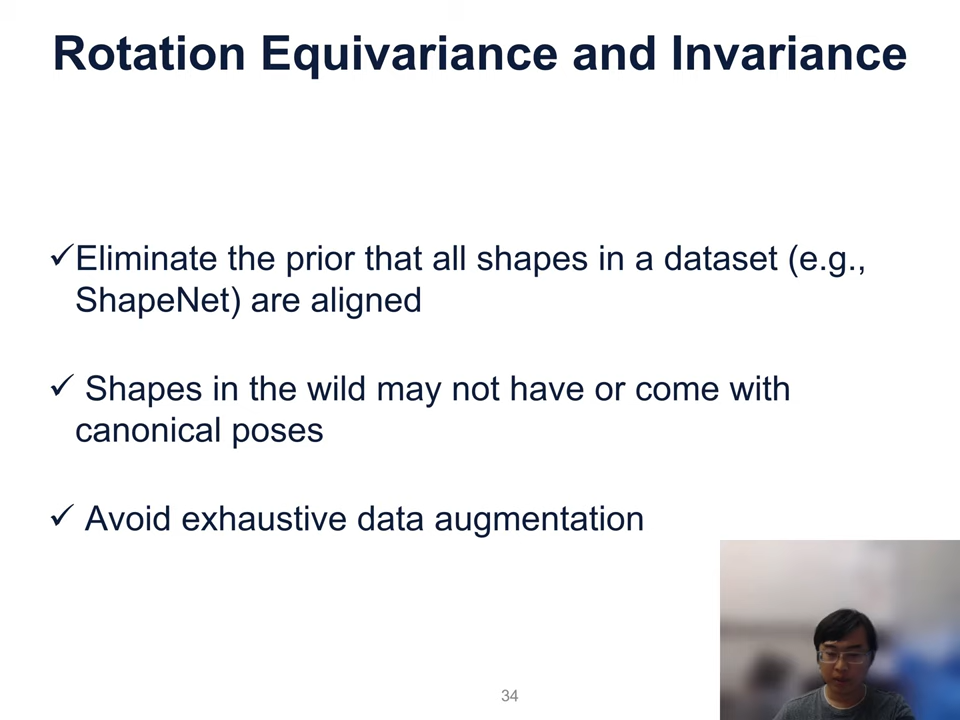 Rotation Equivariance and Invariance
✓Eliminate the prior that all shapes in a dataset (e.g.,
ShapeNet) are aligned
✓ Shapes in the wild may not have or come with
canonical poses
✓ Avoid exhaustive data augmentation
34